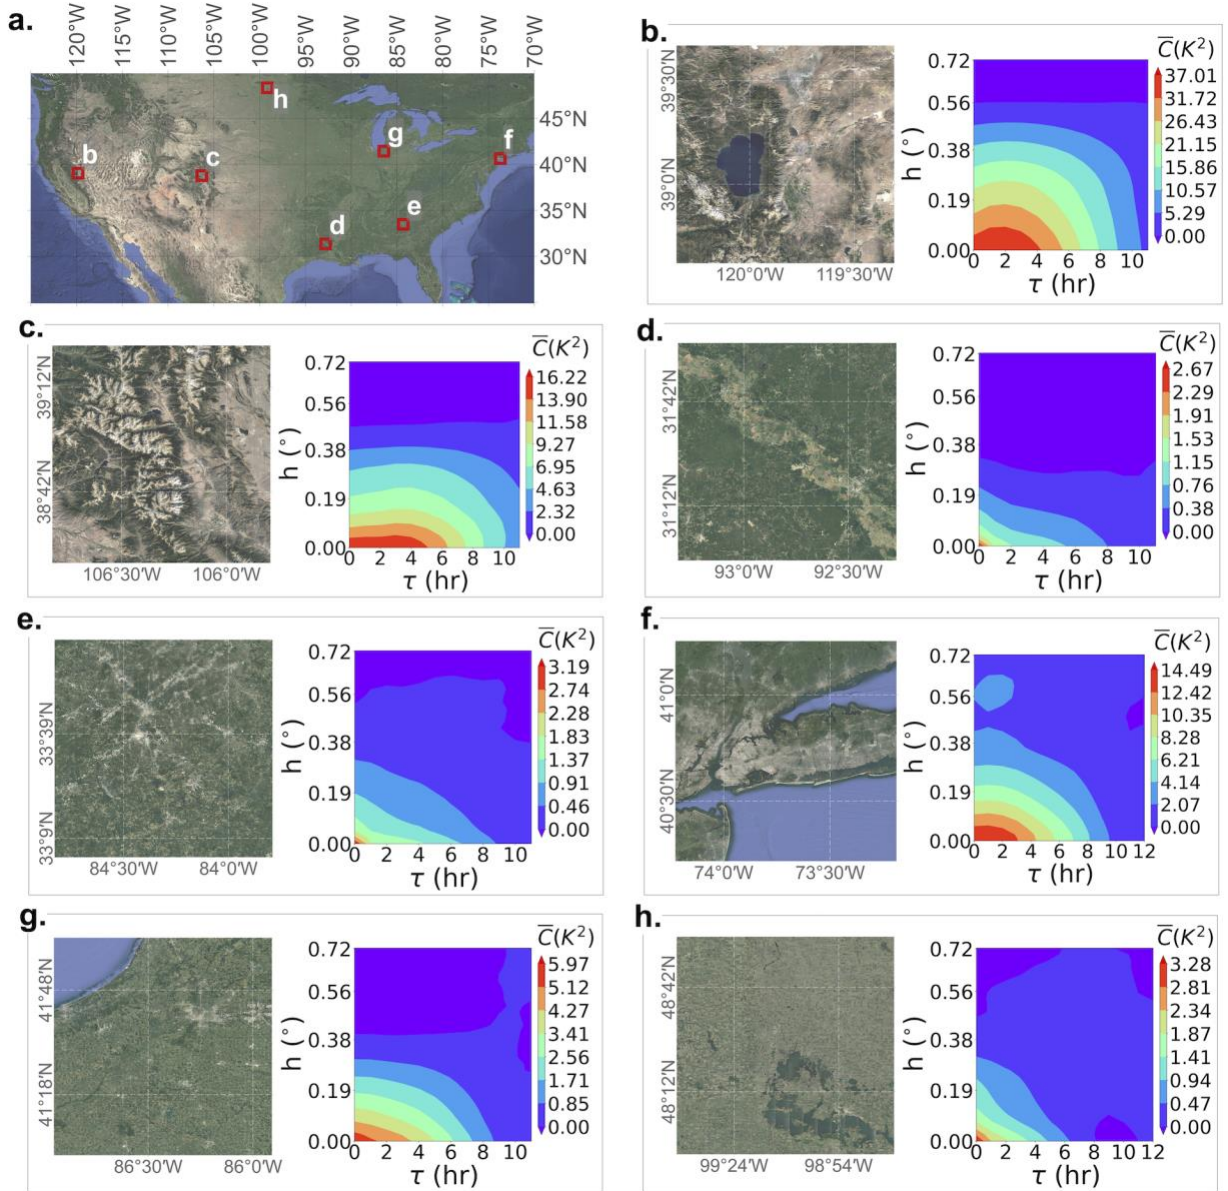 a.
120°W 115°W 110°W 105°W 100°W 95°W 90°W 85°W 80°W 75°W 70°W
45°N
40°N
35°N
30°N
b
c
d
e
f
g
h
b.
39°30′N
39°0′N
120°0′W 119°30′W
h (°)
0.72
0.56
0.38
0.19
0.00
0 2 4 6 8 10
τ (hr)
C̅(K²)
37.01
31.72
26.43
21.15
15.86
10.57
5.29
0.00
c.
39°12′N
38°42′N
106°30′W 106°0′W
h (°)
0.72
0.56
0.38
0.19
0.00
0 2 4 6 8 10
τ (hr)
C̅(K²)
16.22
13.90
11.58
9.27
6.95
4.63
2.32
0.00
d.
31°42′N
31°12′N
93°0′W 92°30′W
h (°)
0.72
0.56
0.38
0.19
0.00
0 2 4 6 8 10
τ (hr)
C̅(K²)
2.67
2.29
1.91
1.53
1.15
0.76
0.38
0.00
e.
33°39′N
33°9′N
84°30′W 84°0′W
h (°)
0.72
0.56
0.38
0.19
0.00
0 2 4 6 8 10
τ (hr)
C̅(K²)
3.19
2.74
2.28
1.83
1.37
0.91
0.46
0.00
f.
41°0′N
40°30′N
74°0′W 73°30′W
h (°)
0.72
0.56
0.38
0.19
0.00
0 2 4 6 8 10 12
τ (hr)
C̅(K²)
14.49
12.42
10.35
8.28
6.21
4.14
2.07
0.00
g.
41°48′N
41°18′N
86°30′W 86°0′W
h (°)
0.72
0.56
0.38
0.19
0.00
0 2 4 6 8 10
τ (hr)
C̅(K²)
5.97
5.12
4.27
3.41
2.56
1.71
0.85
0.00
h.
48°42′N
48°12′N
99°24′W 98°54′W
h (°)
0.72
0.56
0.38
0.19
0.00
0 2 4 6 8 10 12
τ (hr)
C̅(K²)
3.28
2.81
2.34
1.87
1.41
0.94
0.47
0.00